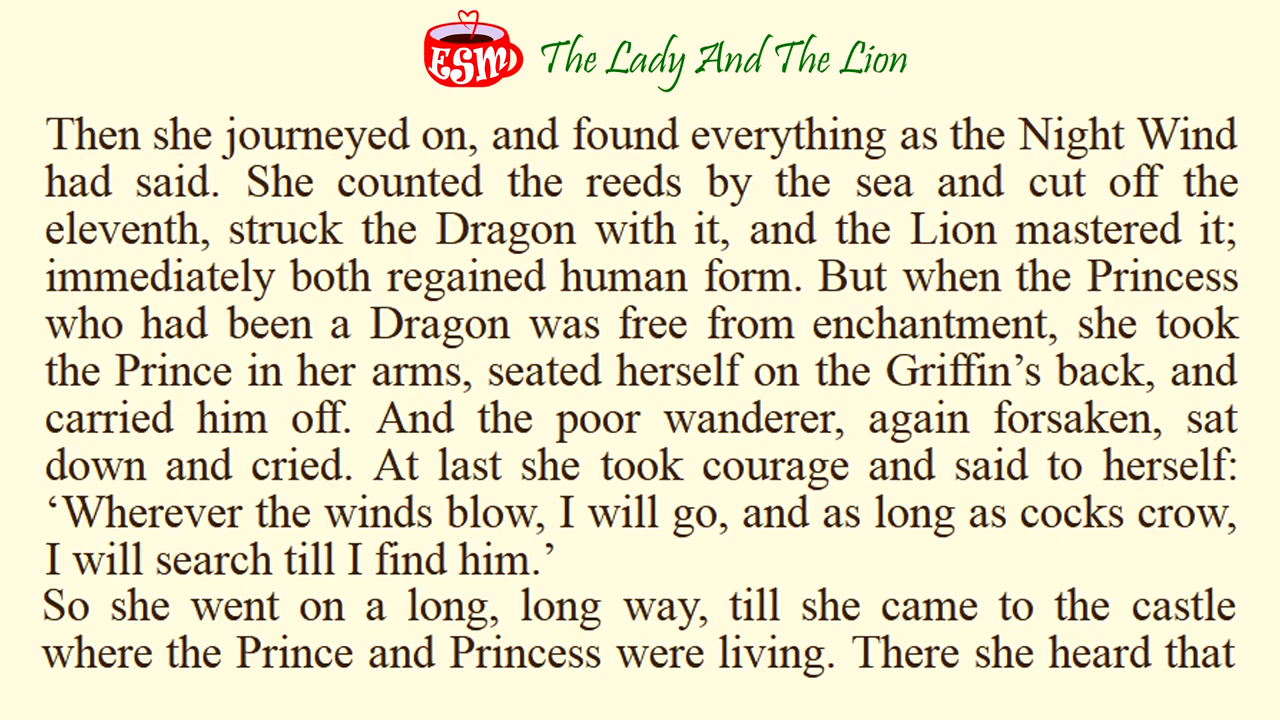 ESM The Lady And The Lion
Then she journeyed on, and found everything as the Night Wind
had said. She counted the reeds by the sea and cut off the
eleventh, struck the Dragon with it, and the Lion mastered it;
immediately both regained human form. But when the Princess
who had been a Dragon was free from enchantment, she took
the Prince in her arms, seated herself on the Griffin’s back, and
carried him off. And the poor wanderer, again forsaken, sat
down and cried. At last she took courage and said to herself:
‘Wherever the winds blow, I will go, and as long as cocks crow,
I will search till I find him.’
So she went on a long, long way, till she came to the castle
where the Prince and Princess were living. There she heard that